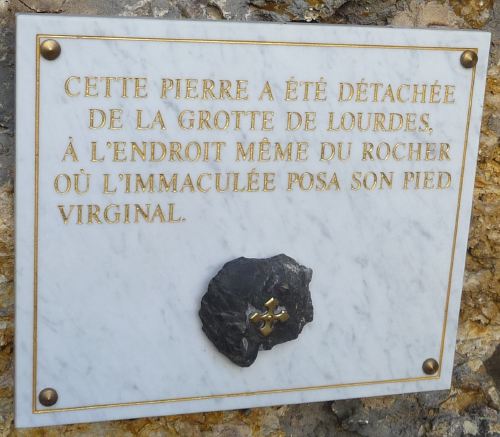 CETTE PIERRE A ÉTÉ DÉTACHÉE
DE LA GROTTE DE LOURDES,
À L'ENDROIT MÊME DU ROCHER
OÙ L'IMMACULÉE POSA SON PIED
VIRGINAL.